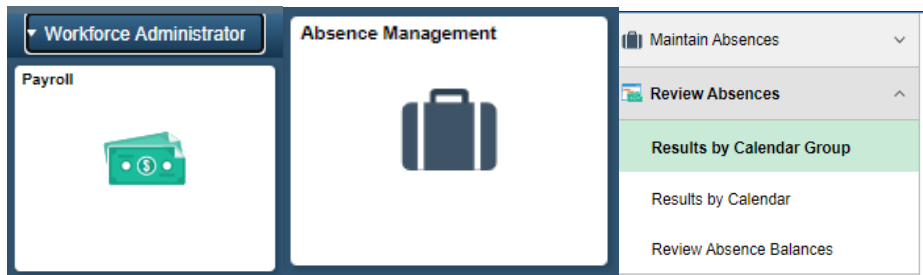 Workforce Administrator
Payroll
Absence Management
Maintain Absences
Review Absences
Results by Calendar Group
Results by Calendar
Review Absence Balances